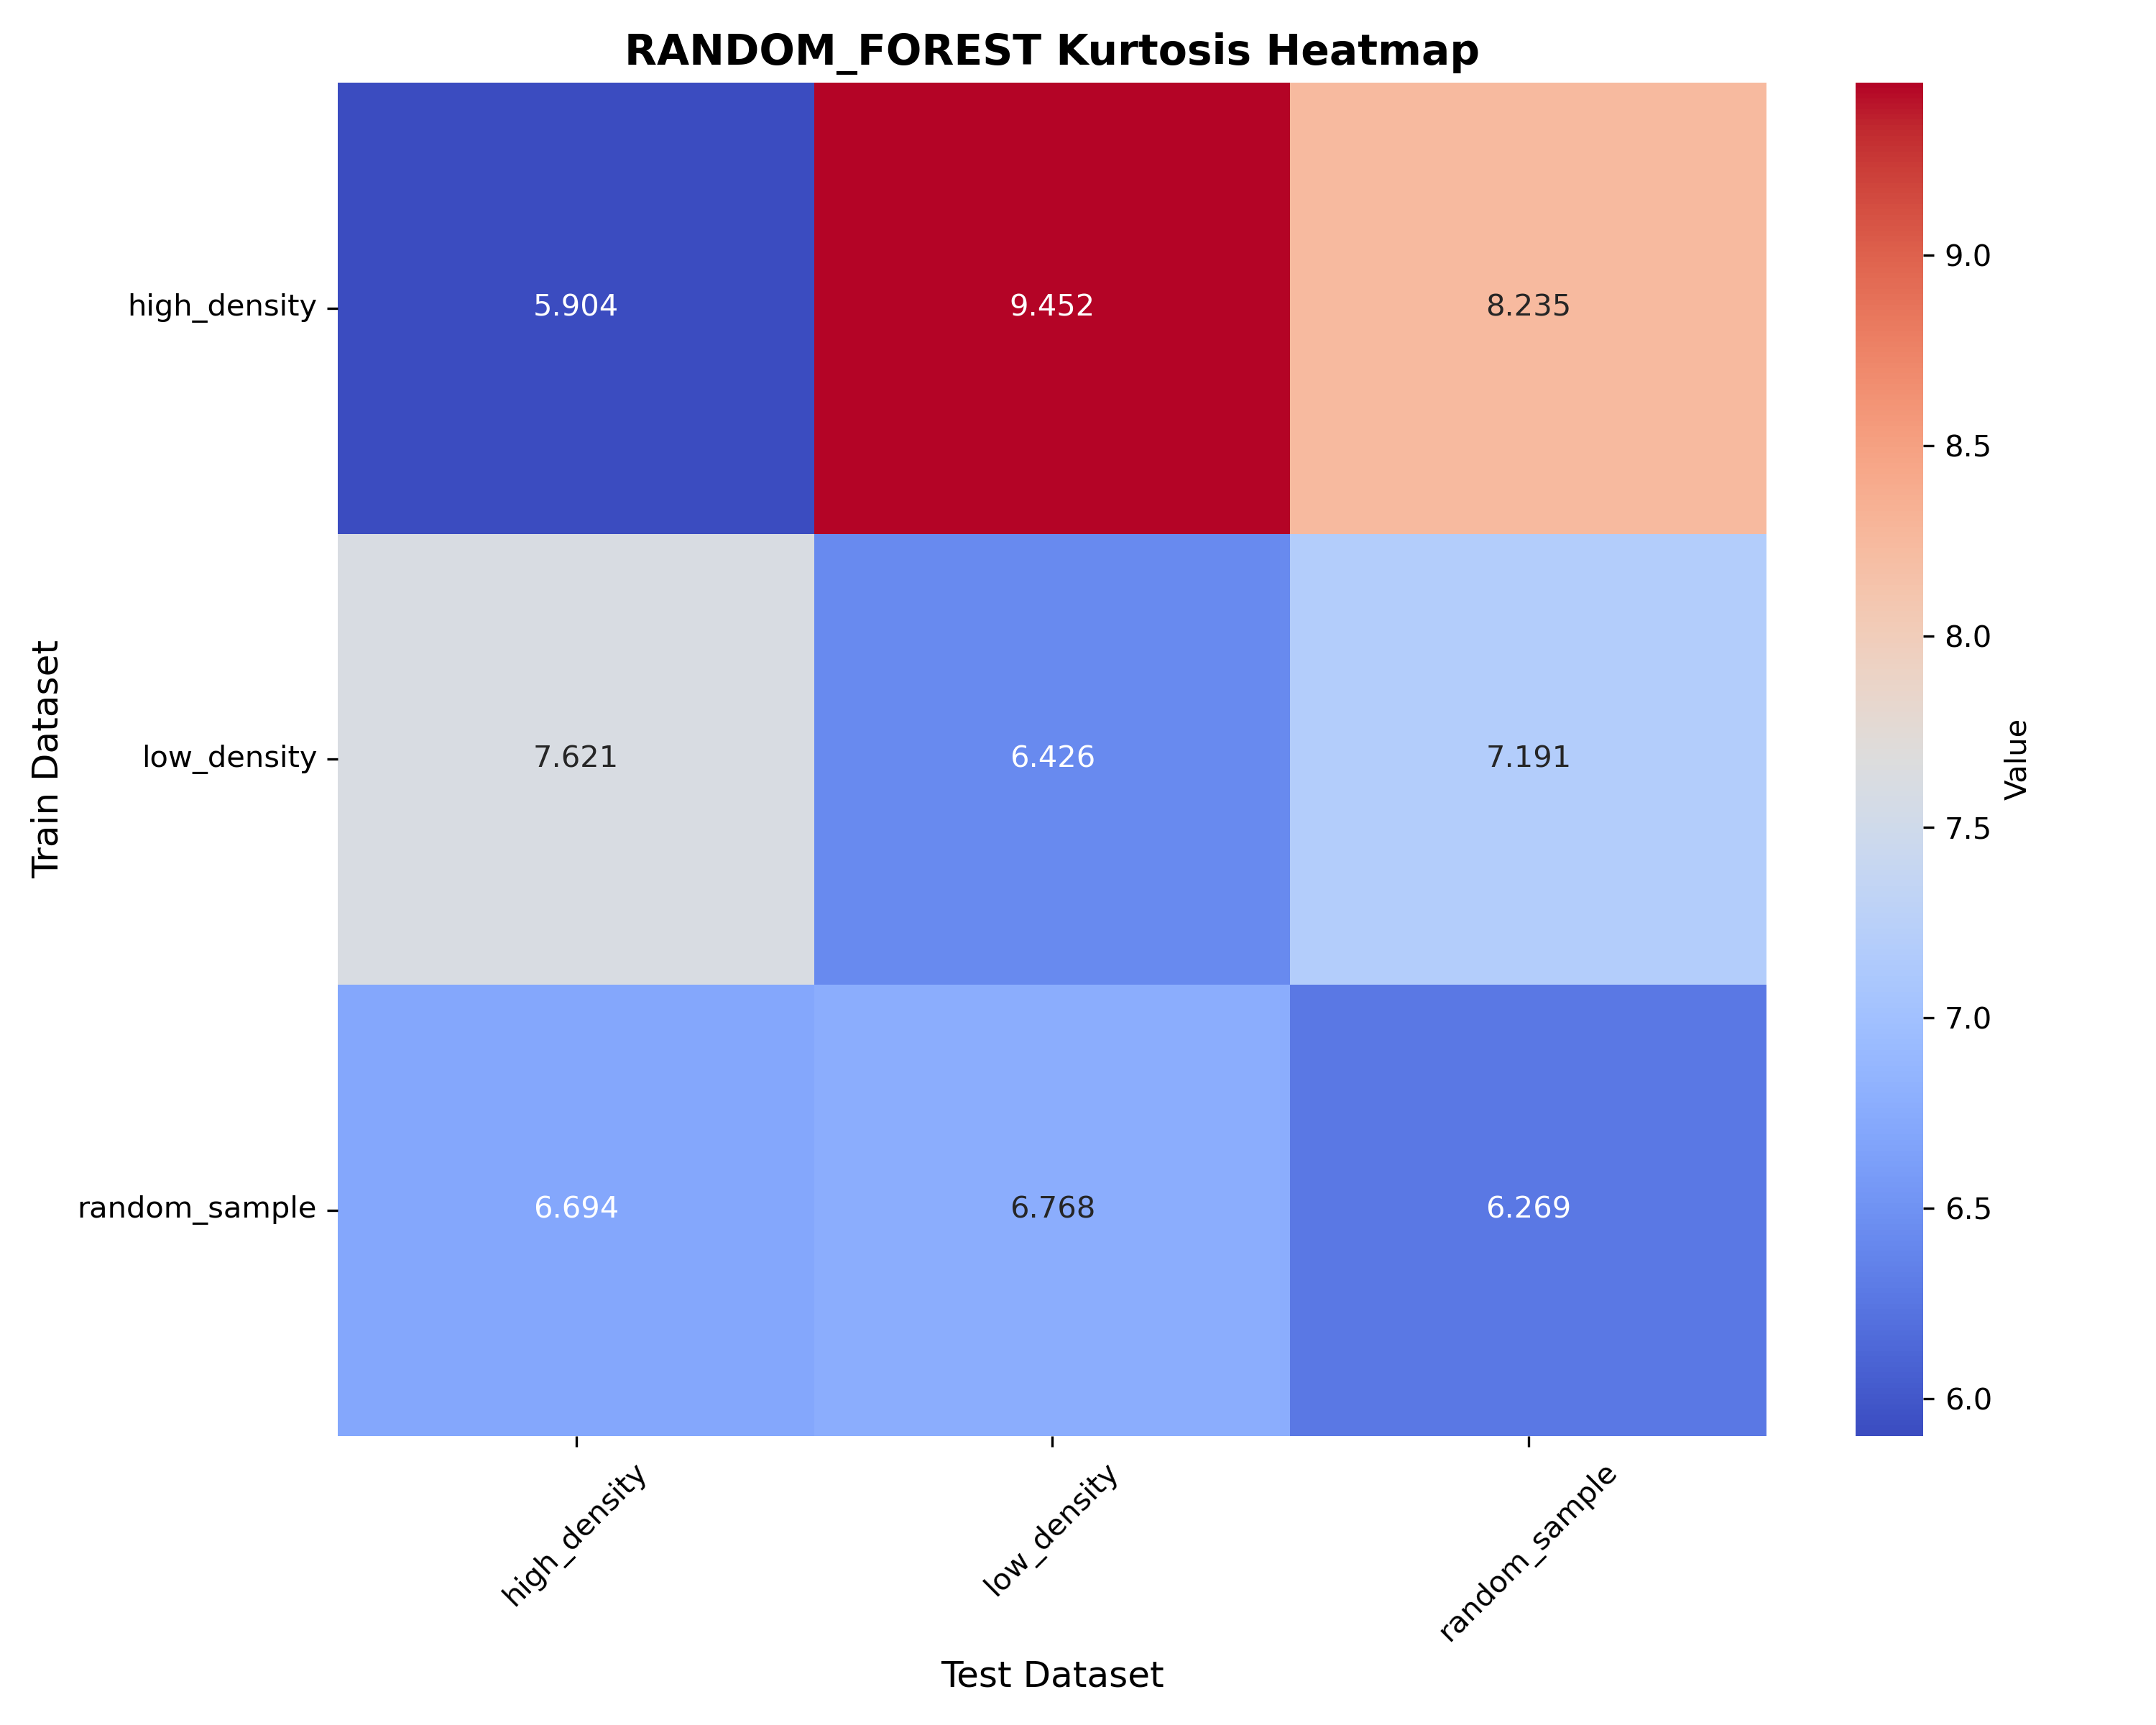 RANDOM_FOREST Kurtosis Heatmap
Train Dataset
high_density
5.904
9.452
8.235
low_density
7.621
6.426
7.191
random_sample
6.694
6.768
6.269
high_density
low_density
random_sample
Test Dataset
9.0
8.5
8.0
7.5
7.0
6.5
6.0
Value